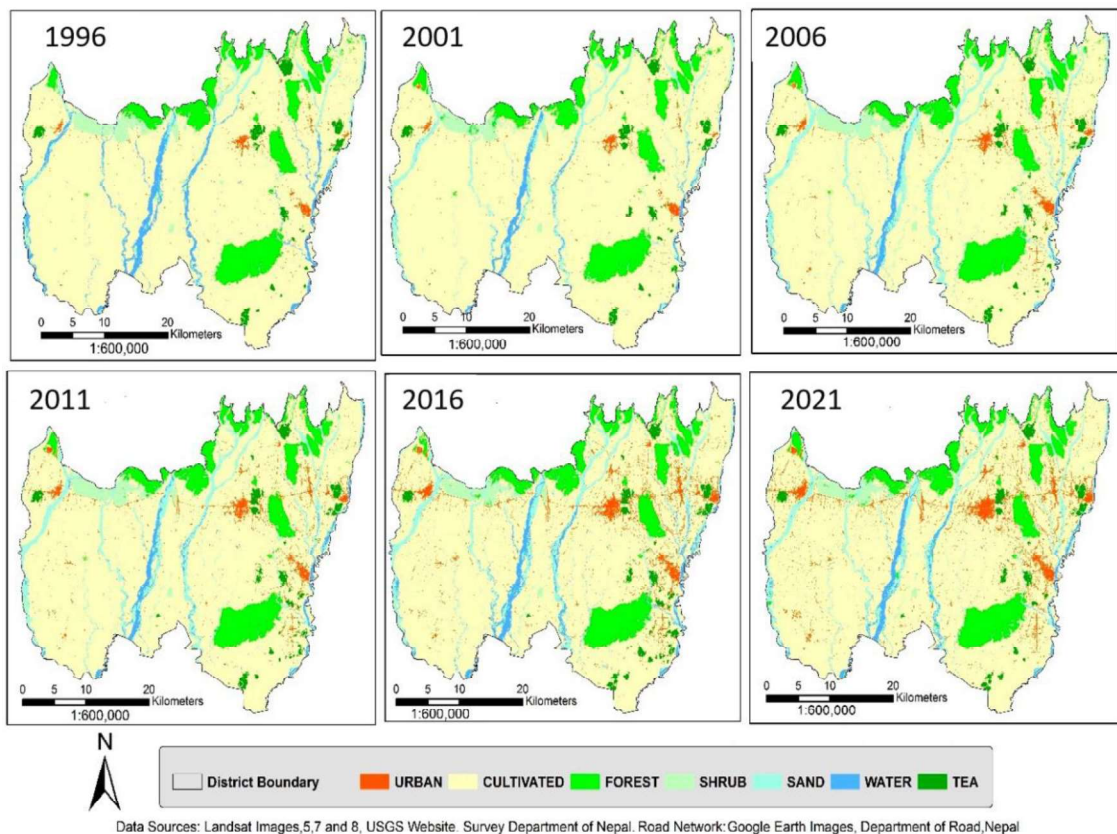 1996
2001
2006
0 5 10 20
Kilometers
1:600,000
0 5 10 20
Kilometers
1:600,000
0 5 10 20
Kilometers
1:600,000
2011
2016
2021
0 5 10 20
Kilometers
1:600,000
0 5 10 20
Kilometers
1:600,000
0 5 10 20
Kilometers
1:600,000
N
District Boundary URBAN CULTIVATED FOREST SHRUB SAND WATER TEA
Data Sources: Landsat Images,5,7 and 8, USGS Website. Survey Department of Nepal. Road Network:Google Earth Images, Department of Road,Nepal